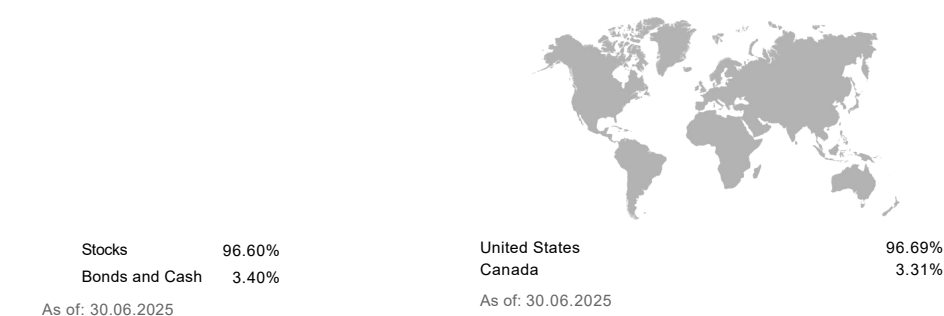 Stocks 96.60%
Bonds and Cash 3.40%
As of: 30.06.2025
United States 96.69%
Canada 3.31%
As of: 30.06.2025